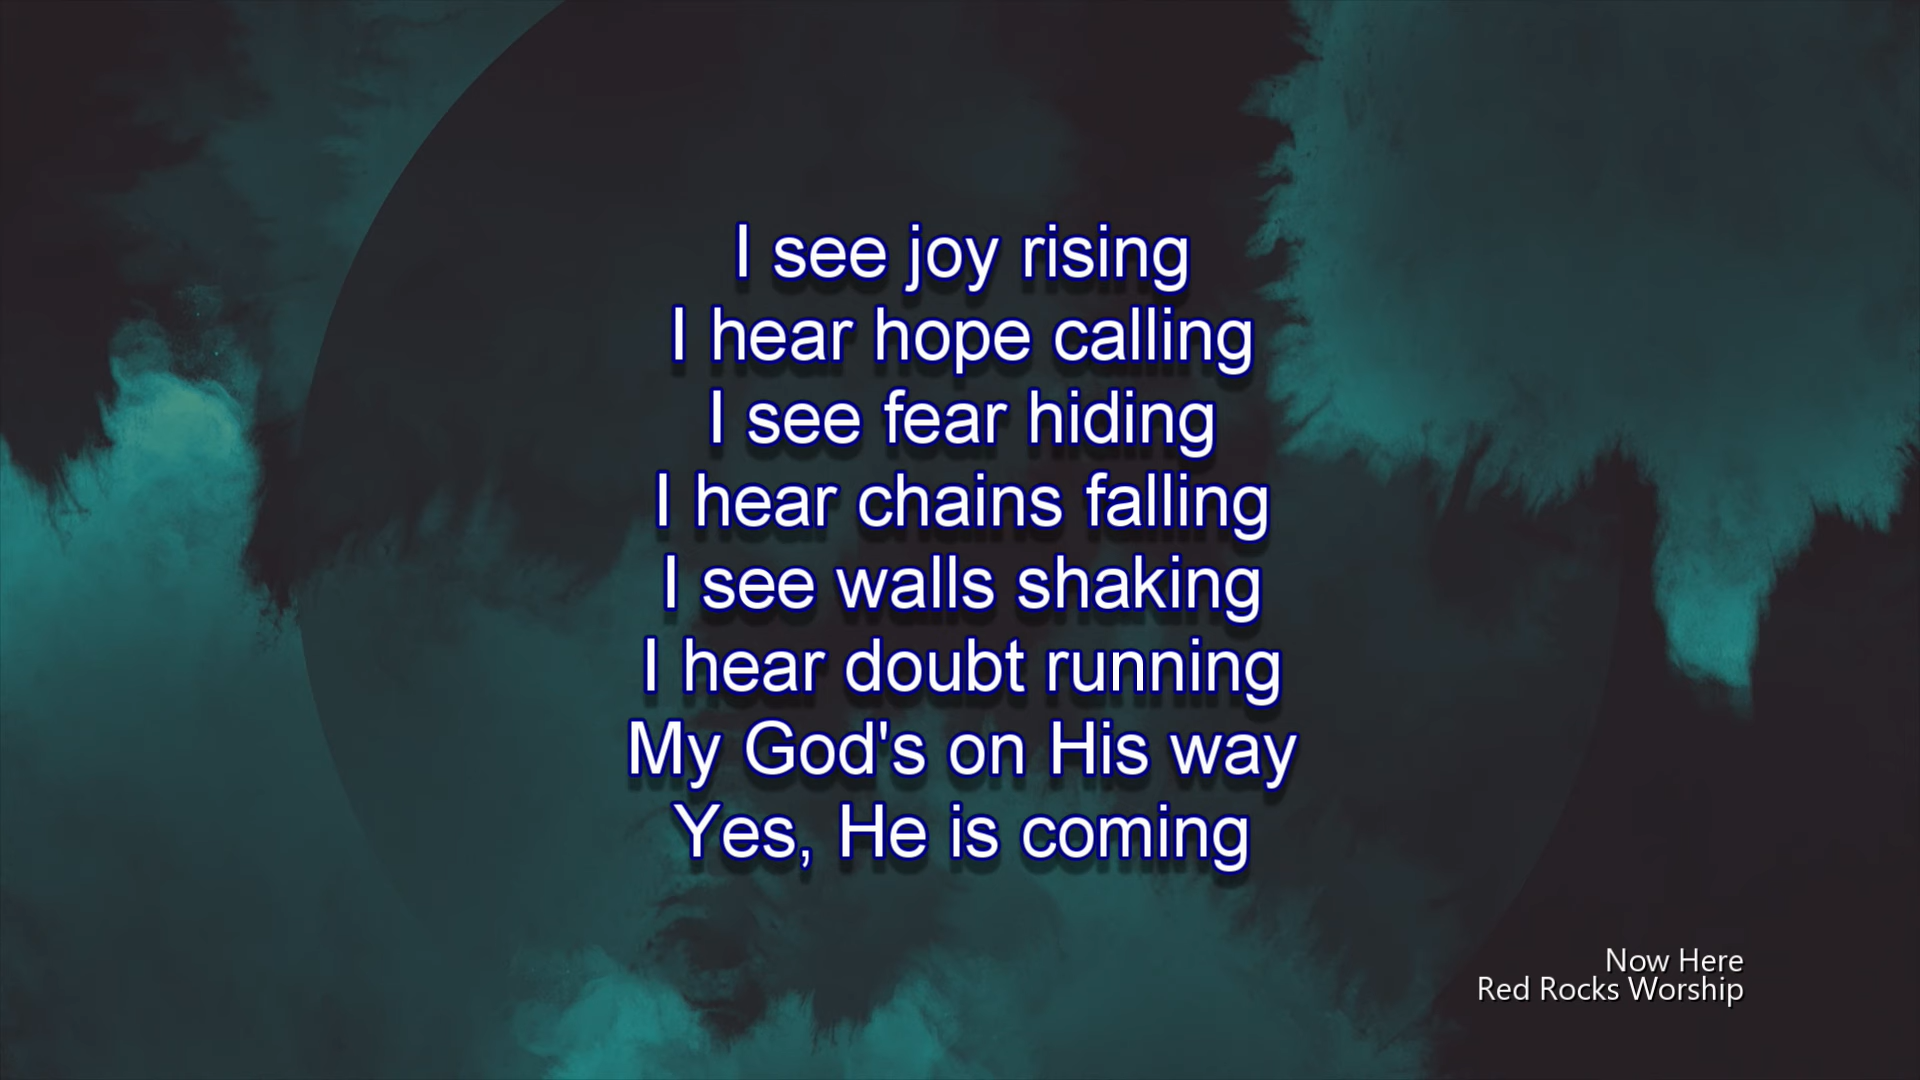 I see joy rising
I hear hope calling
I see fear hiding
I hear chains falling
I see walls shaking
I hear doubt running
My God's on His way
Yes, He is coming
Now Here
Red Rocks Worship